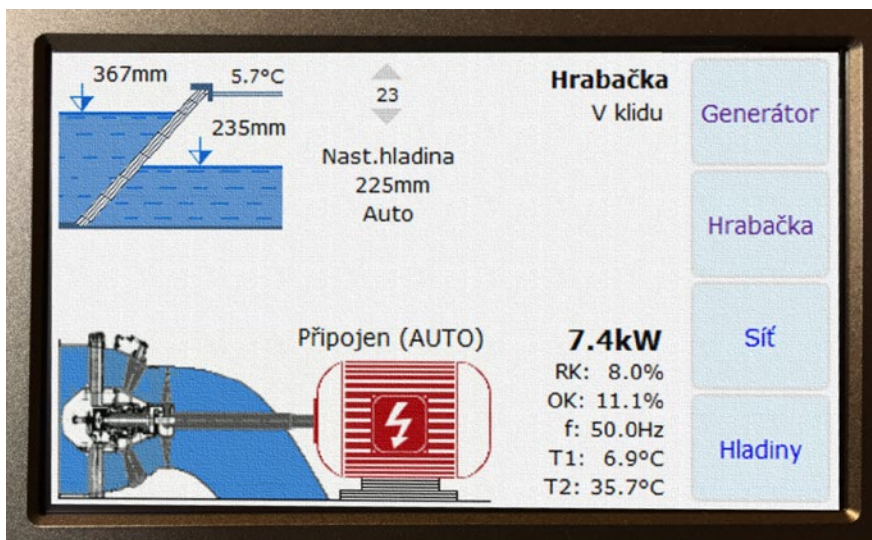 367mm
5.7°C
235mm
23
Nast.hladina
225mm
Auto
Hrabačka
V klidu
Připojen (AUTO)
7.4kW
RK: 8.0%
OK: 11.1%
f: 50.0Hz
T1: 6.9°C
T2: 35.7°C
Generátor
Hrabačka
Síť
Hladiny